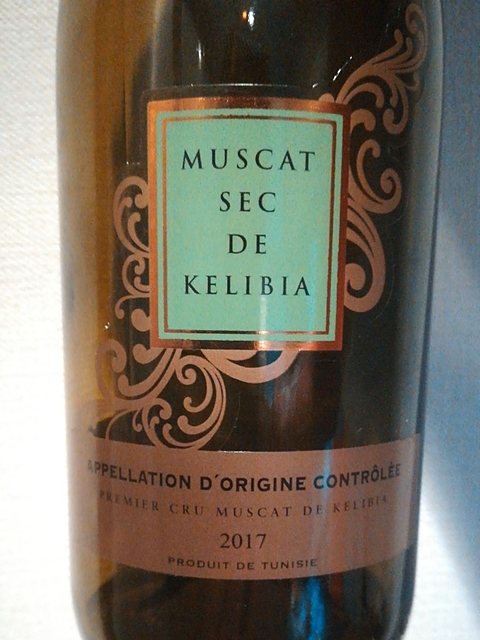 MUSCAT
SEC
DE
KELIBIA
APPELLATION D´ORIGINE CONTRÔLÉE
PREMIER CRU MUSCAT DE KELIBIA
2017
PRODUIT DE TUNISIE